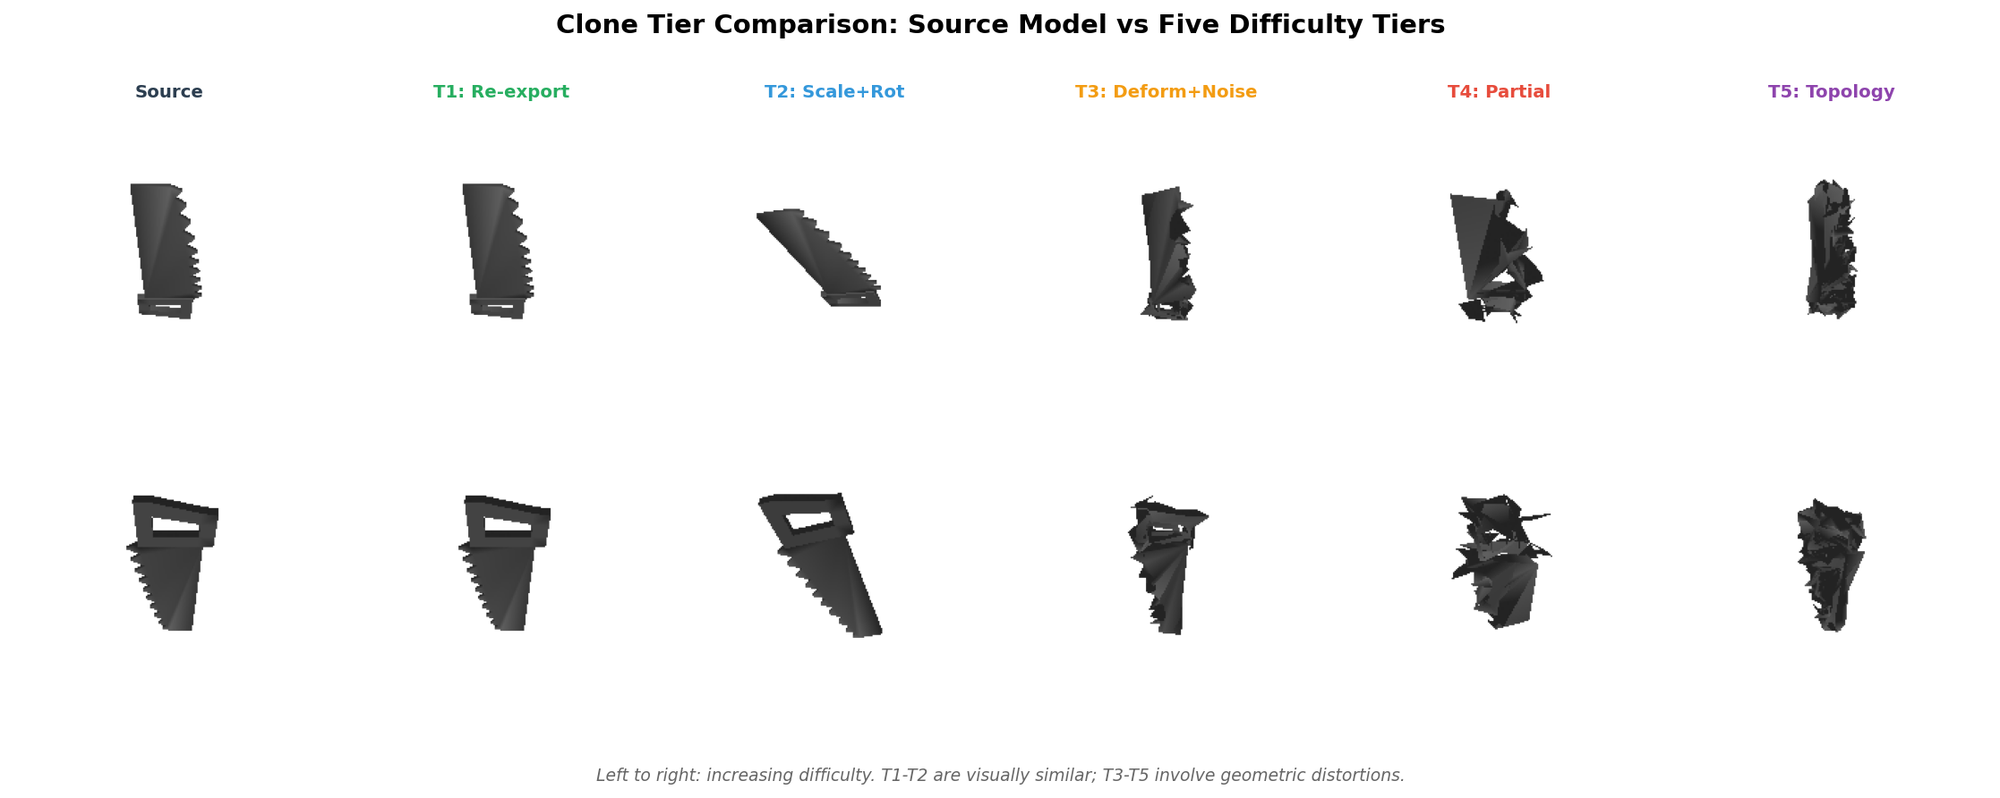 Clone Tier Comparison: Source Model vs Five Difficulty Tiers
Source
T1: Re-export
T2: Scale+Rot
T3: Deform+Noise
T4: Partial
T5: Topology
Left to right: increasing difficulty. T1-T2 are visually similar; T3-T5 involve geometric distortions.